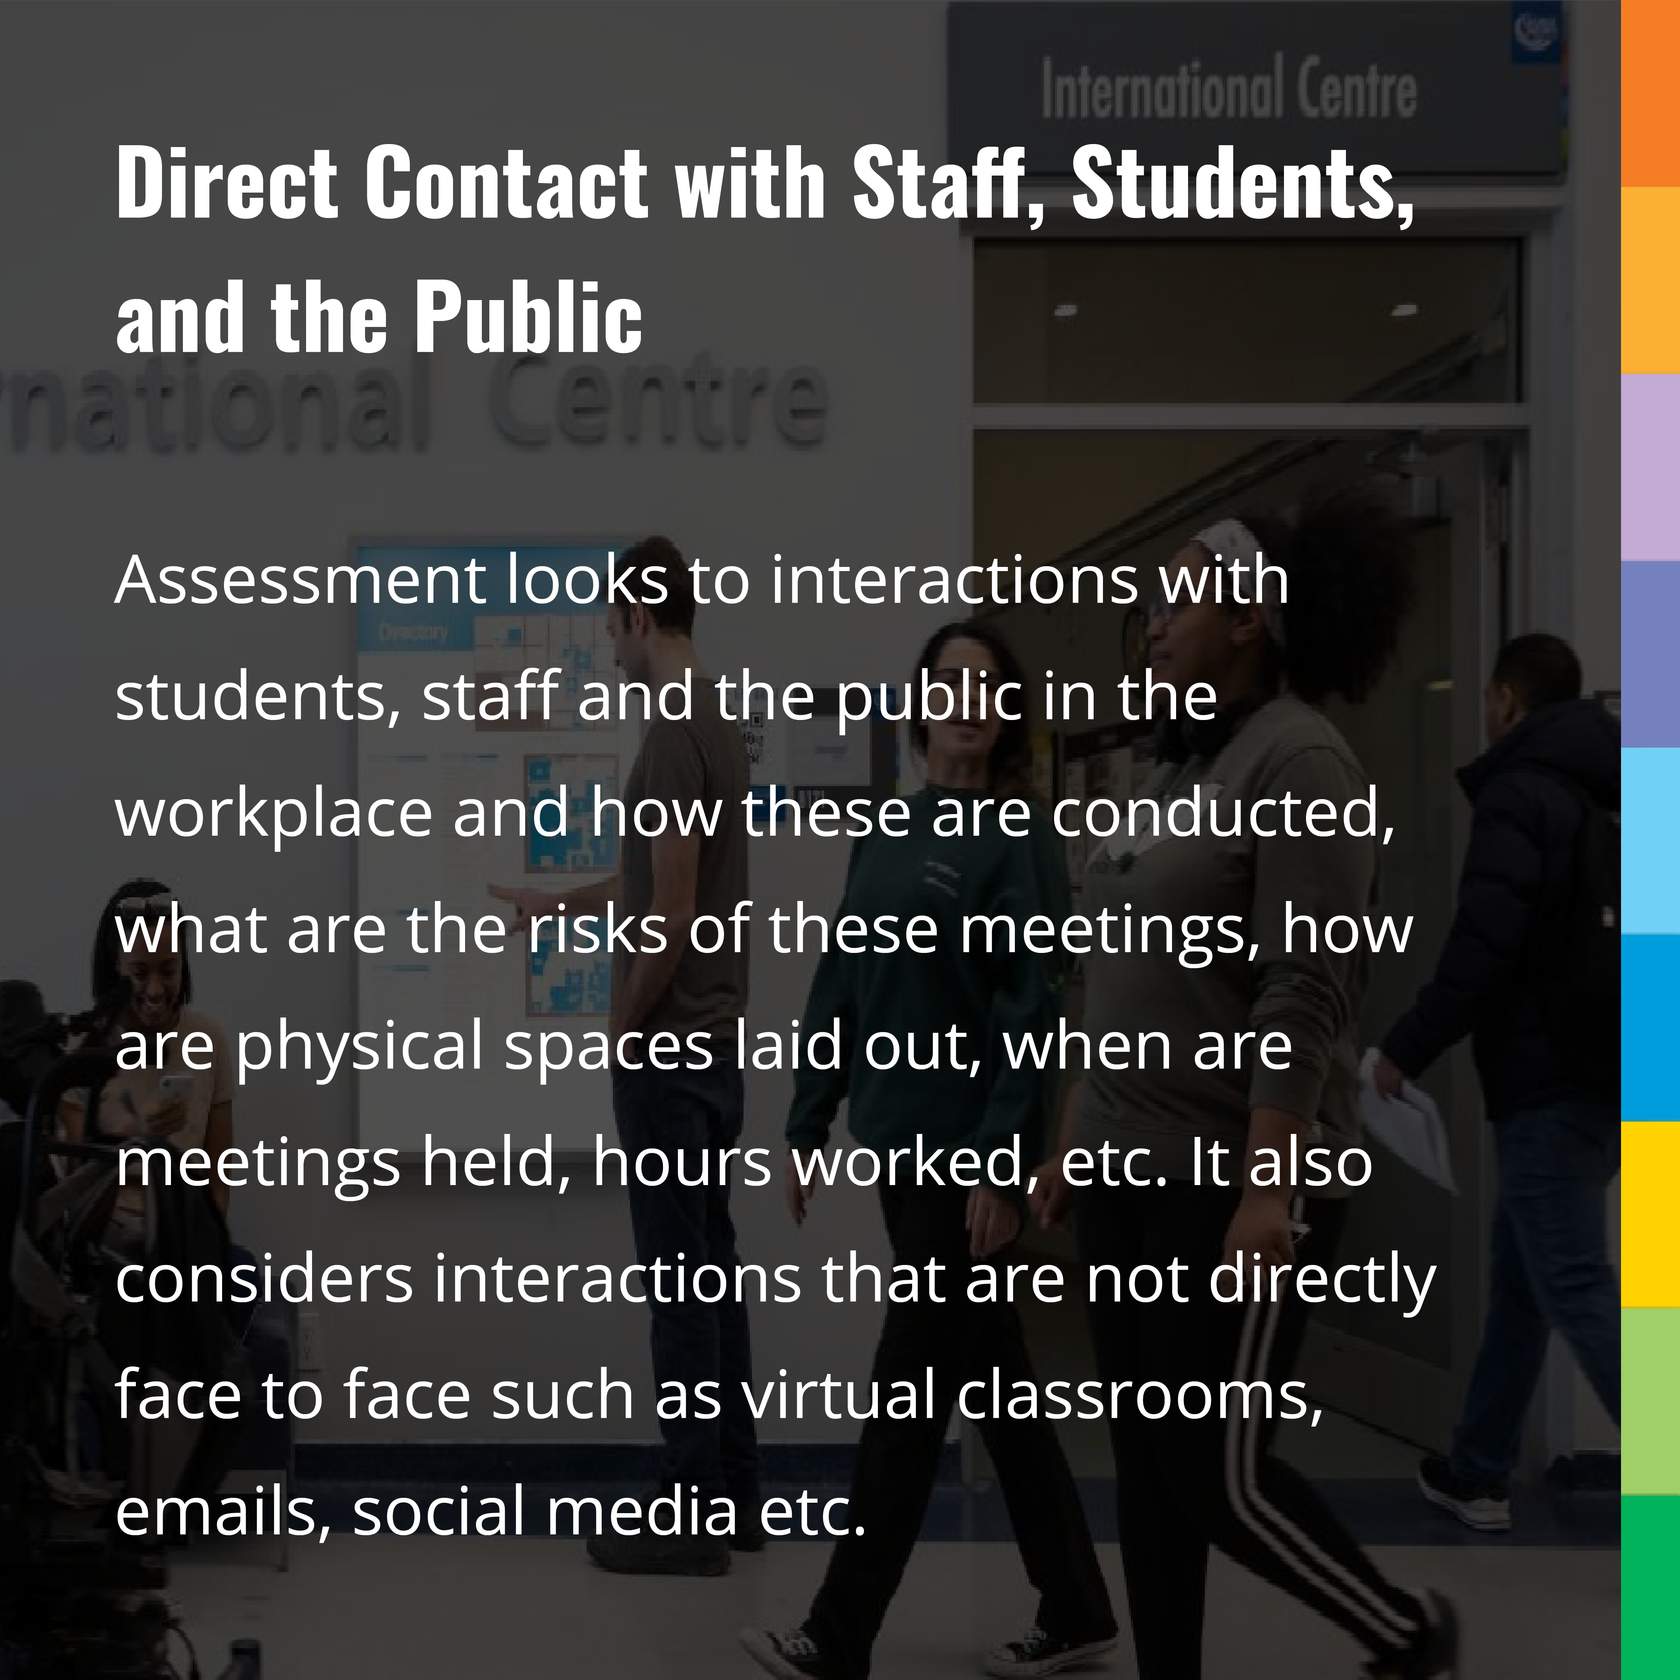 International Centre
Direct Contact with Staff, Students,
and the Public
national Centre
Directory
Assessment looks to interactions with
students, staff and the public in the
workplace and how these are conducted,
what are the risks of these meetings, how
are physical spaces laid out, when are
meetings held, hours worked, etc. It also
considers interactions that are not directly
face to face such as virtual classrooms,
emails, social media etc.